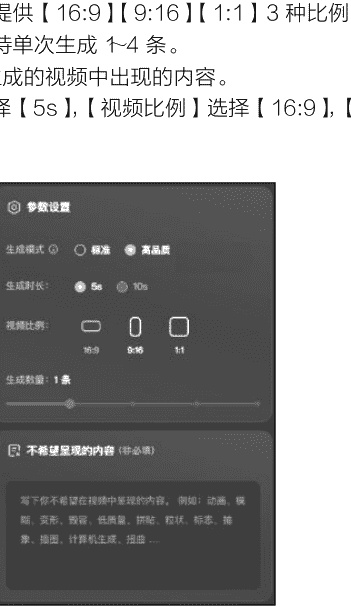 提供【16:9】【9:16】【1:1】3 种比例
持单次生成 1~4 条。
生成的视频中出现的内容。
择【5s】,【视频比例】选择【16:9】,【
参数设置
生成模式 标准 高品质
生成时长: 5s 10s
视频比例:
16:9 9:16 1:1
生成数量: 1 条
不希望呈现的内容 (非必填)
写下你不希望在视频中呈现的内容。例如: 动画、模
糊、变形、毁容、低质量、拼贴、粒状、标志、抽
象、插图、计算机生成、扭曲 ...